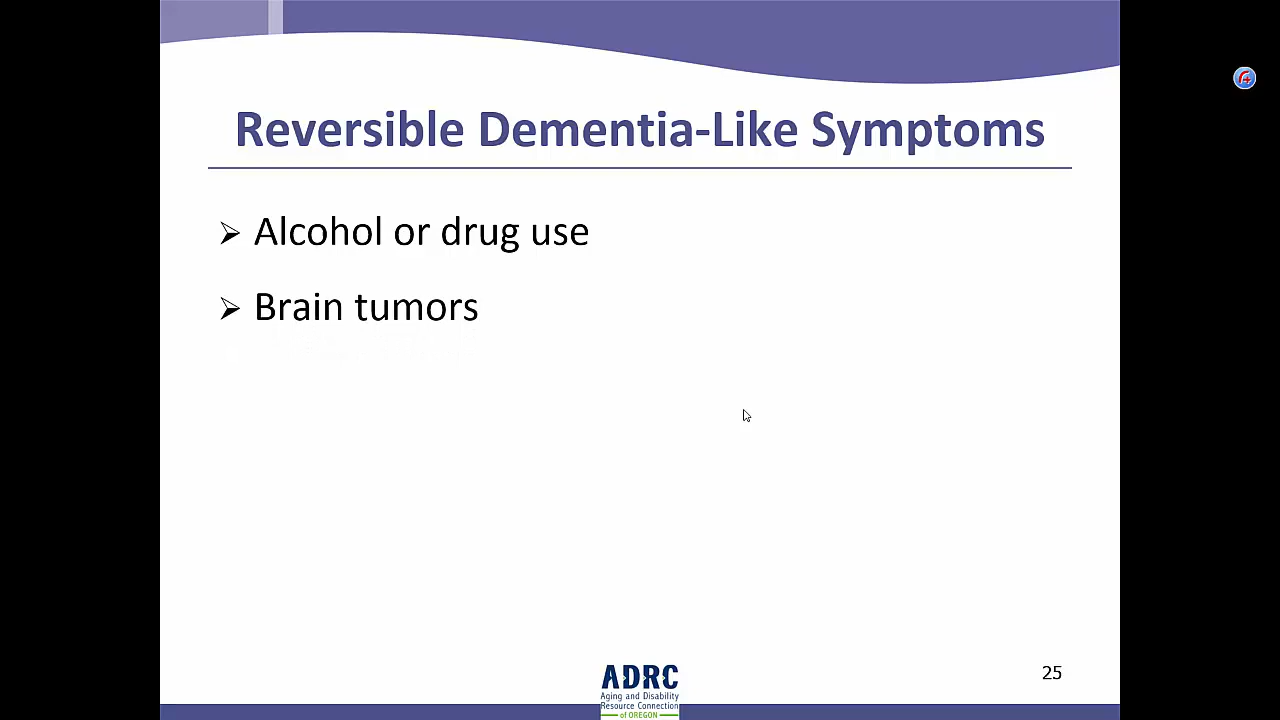 Reversible Dementia-Like Symptoms
Alcohol or drug use
Brain tumors
ADRC
Aging and Disability
Resource Connection
of OREGON
25